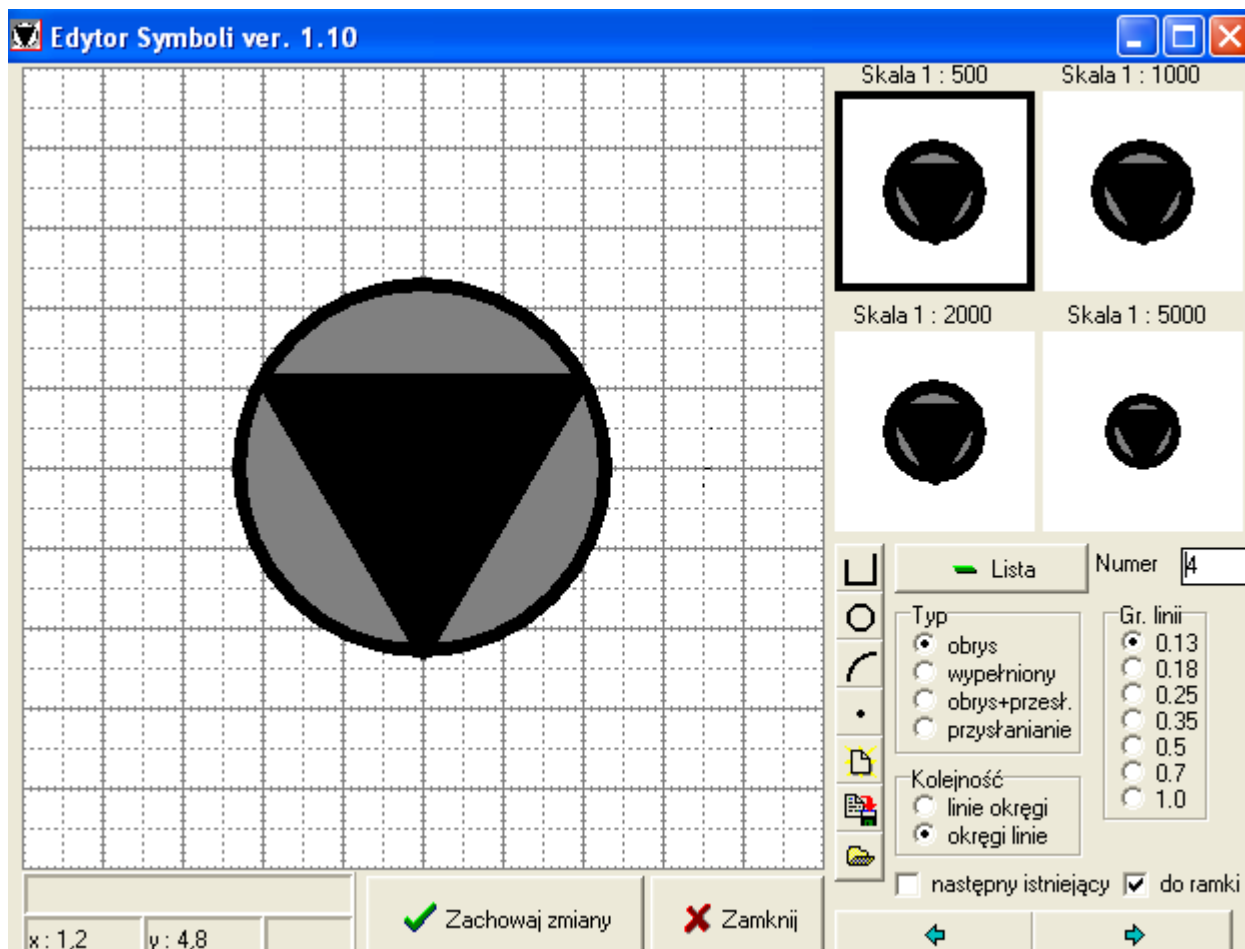 Edytor Symboli ver. 1.10
Skala 1 : 500
Skala 1 : 1000
Skala 1 : 2000
Skala 1 : 5000
Lista
Numer 4
Typ
obrys
wypełniony
obrys+przesł.
przysłanianie
Gr. linii
0.13
0.18
0.25
0.35
0.5
0.7
1.0
Kolejność
linie okręgi
okręgi linie
następny istniejący
do ramki
Zachowaj zmiany
Zamknij
x : 1,2
y : 4,8